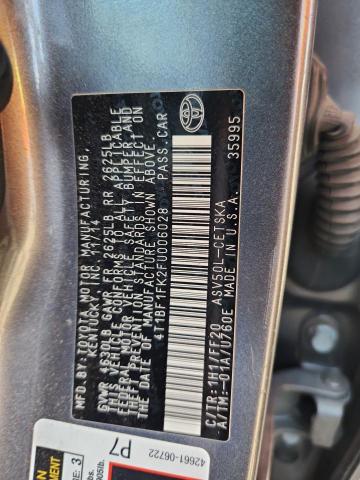 MFD.BY TOYOTA MOTOR MANUFACTURING,
KENTUCKY, INC.
GVWR 4630LB GAWR FR 2625LB RR 2625LB
THIS VEHICLE CONFORMS TO ALL APPLICABLE
FEDERAL MOTOR VEHICLE SAFETY, BUMPER, AND
THEFT PREVENTION STANDARDS IN EFFECT ON
THE DATE OF MANUFACTURE SHOWN ABOVE.
4T1BF1FK2FU006028 PASS.CAR
C/TR:1H1/FF20 ASV50L-CETSKA
A/TM:-01A/U760E MADE IN U.S.A. 35995
42661-06722
P7
3